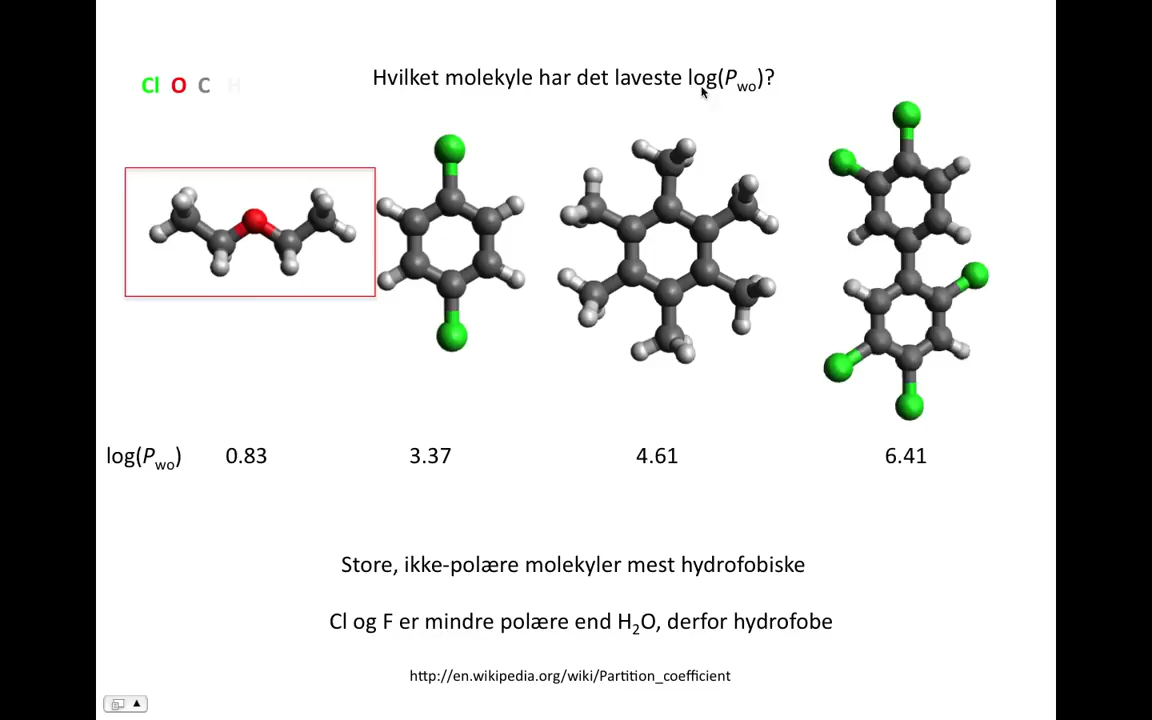 Cl O C H
Hvilket molekyle har det laveste log(Pwo)?
log(Pwo) 0.83 3.37 4.61 6.41
Store, ikke-polære molekyler mest hydrofobiske
Cl og F er mindre polære end H2O, derfor hydrofobe
http://en.wikipedia.org/wiki/Partition_coefficient